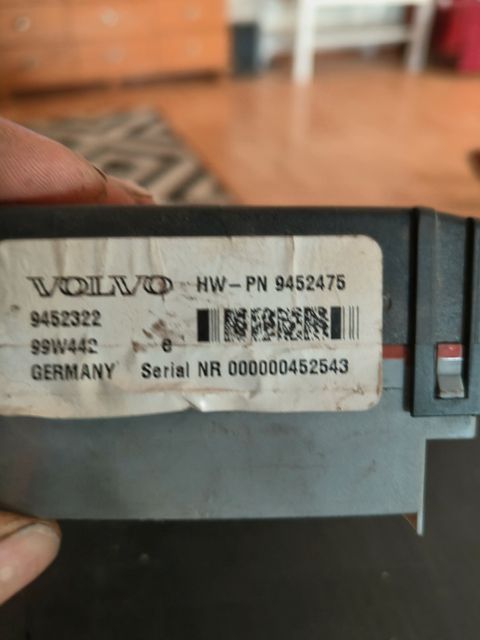 VOLVO HW-PN 9452475
9452322
99W442 e
GERMANY Serial NR 000000452543